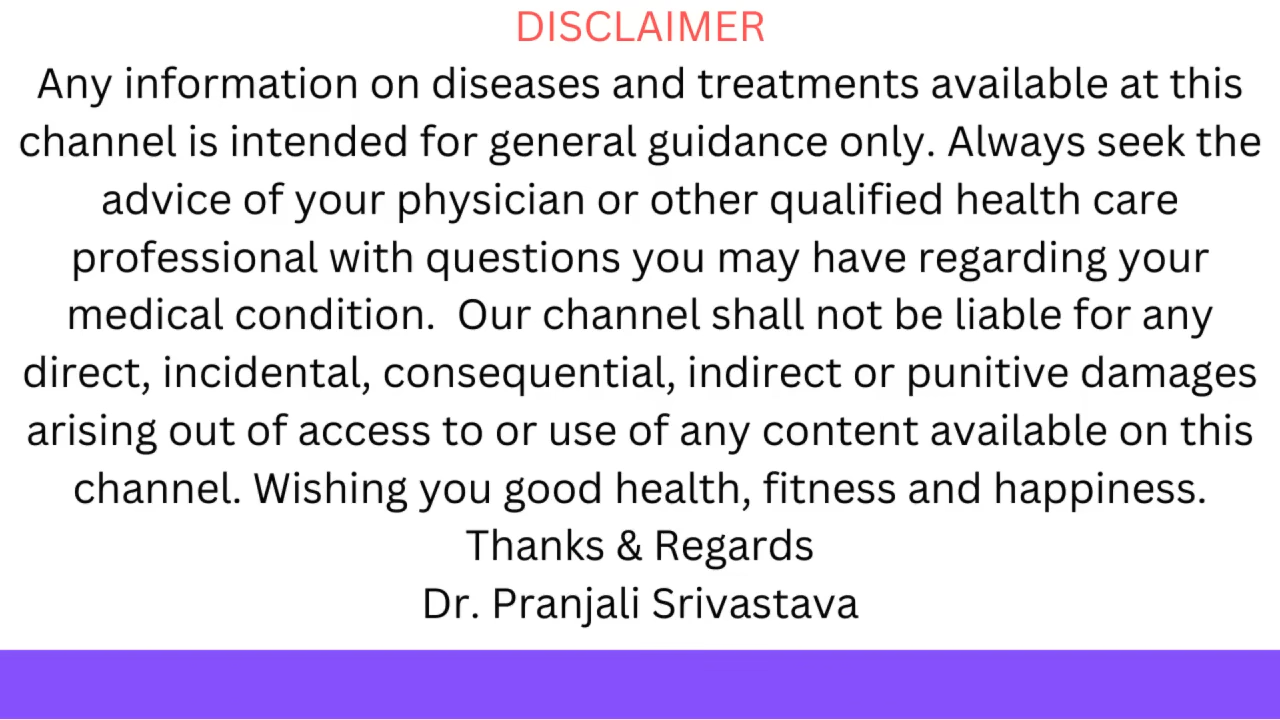 DISCLAIMER
Any information on diseases and treatments available at this
channel is intended for general guidance only. Always seek the
advice of your physician or other qualified health care
professional with questions you may have regarding your
medical condition.  Our channel shall not be liable for any
direct, incidental, consequential, indirect or punitive damages
arising out of access to or use of any content available on this
channel. Wishing you good health, fitness and happiness.
Thanks & Regards
Dr. Pranjali Srivastava